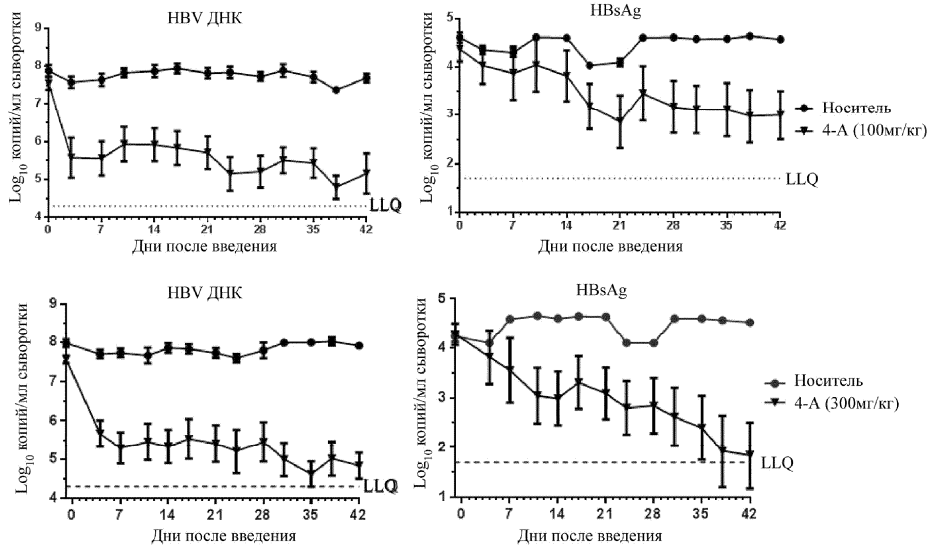 HBV ДНК
Log10 копий/мл сыворотки
9
8
7
6
5
4
LLQ
0 7 14 21 28 35 42
Дни после введения
HBsAg
Log10 копий/мл сыворотки
5
4
3
2
1
LLQ
0 7 14 21 28 35 42
Дни после введения
Носитель
4-А (100мг/кг)
HBV ДНК
Log10 копий/мл сыворотки
9
8
7
6
5
4
LLQ
0 7 14 21 28 35 42
Дни после введения
HBsAg
Log10 копий/мл сыворотки
5
4
3
2
1
LLQ
0 7 14 21 28 35 42
Дни после введения
Носитель
4-А (300мг/кг)